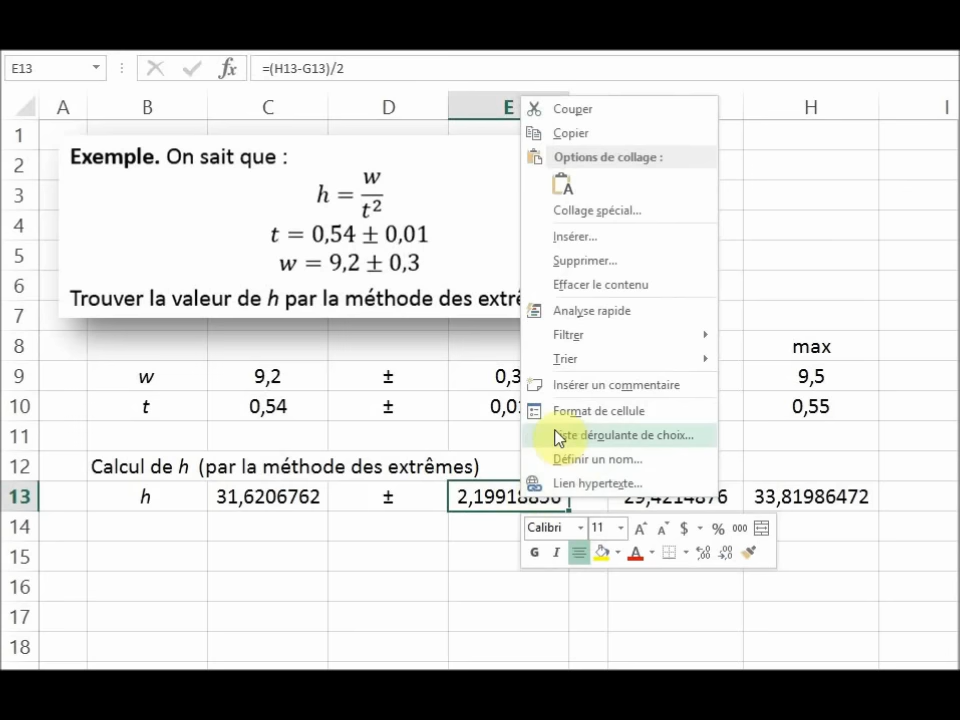 E13
=(H13-G13)/2
A B C D E H I
1
Exemple. On sait que :
2
h = w / t²
3
t = 0,54 ± 0,01
4
w = 9,2 ± 0,3
5
6
Trouver la valeur de h par la méthode des
7
8 max
9 w 9,2 ± 0,3 9,5
10 t 0,54 ± 0,55
11
12 Calcul de h (par la méthode des extrêmes)
13 h 31,6206762 ± 33,81986472
14
15
16
17
18
Couper
Copier
Options de collage :
Collage spécial...
Insérer...
Supprimer...
Effacer le contenu
Analyse rapide
Filtrer
Trier
Insérer un commentaire
Format de cellule
déroulante de choix...
Définir un nom...
Lien hypertexte...
Calibri 11 A A $ % 000
G I A